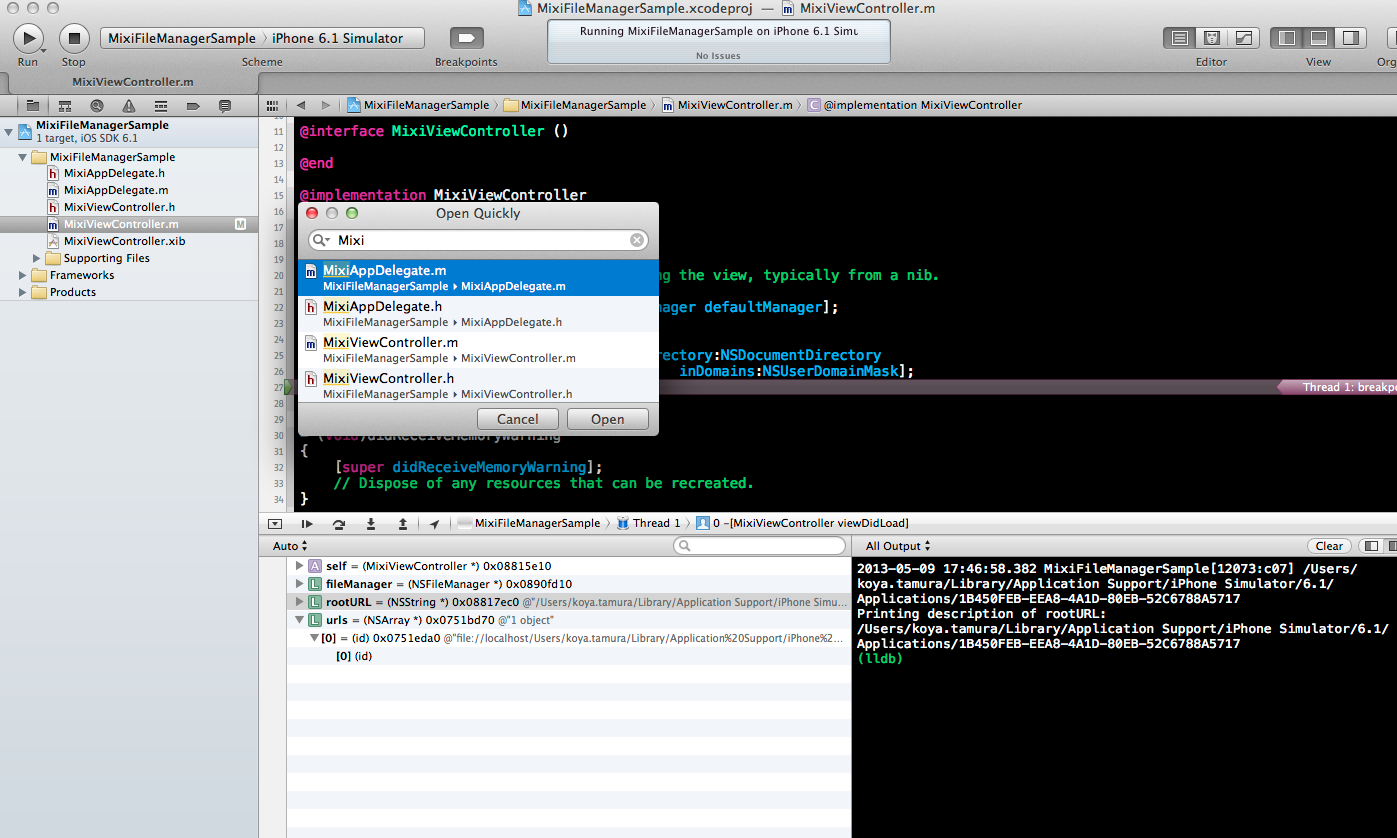 MixiFileManagerSample.xcodeproj — MixiViewController.m
MixiFileManagerSample iPhone 6.1 Simulator
Running MixiFileManagerSample on iPhone 6.1 Simu
No Issues
Run Stop Scheme Breakpoints Editor View Org
MixiViewController.m
MixiFileManagerSample MixiFileManagerSample MixiViewController.m C @implementation MixiViewController
MixiFileManagerSample
1 target, iOS SDK 6.1
MixiFileManagerSample
h MixiAppDelegate.h
m MixiAppDelegate.m
h MixiViewController.h
m MixiViewController.m M
MixiViewController.xib
Supporting Files
Frameworks
Products
11 @interface MixiViewController ()
12
13 @end
14
15 @implementation MixiViewController
16
17
18
19
20 g the view, typically from a nib.
21
22 nager defaultManager];
23
24
25 rectory:NSDocumentDirectory
26 inDomains:NSUserDomainMask];
27 Thread 1: breakpo
28
29
30 (void)didReceiveMemoryWarning
31 {
32 [super didReceiveMemoryWarning];
33 // Dispose of any resources that can be recreated.
34 }
Open Quickly
Mixi
m MixiAppDelegate.m
MixiFileManagerSample ▸ MixiAppDelegate.m
h MixiAppDelegate.h
MixiFileManagerSample ▸ MixiAppDelegate.h
m MixiViewController.m
MixiFileManagerSample ▸ MixiViewController.m
h MixiViewController.h
MixiFileManagerSample ▸ MixiViewController.h
Cancel Open
MixiFileManagerSample Thread 1 0 -[MixiViewController viewDidLoad]
Auto
All Output Clear
A self = (MixiViewController *) 0x08815e10
L fileManager = (NSFileManager *) 0x0890fd10
L rootURL = (NSString *) 0x08817ec0 @"/Users/koya.tamura/Library/Application Support/iPhone Simu...
L urls = (NSArray *) 0x0751bd70 @"1 object"
[0] = (id) 0x0751eda0 @"file://localhost/Users/koya.tamura/Library/Application%20Support/iPhone%2...
[0] (id)
2013-05-09 17:46:58.382 MixiFileManagerSample[12073:c07] /Users/
koya.tamura/Library/Application Support/iPhone Simulator/6.1/
Applications/1B450FEB-EEA8-4A1D-80EB-52C6788A5717
Printing description of rootURL:
/Users/koya.tamura/Library/Application Support/iPhone Simulator/6.1/
Applications/1B450FEB-EEA8-4A1D-80EB-52C6788A5717
(lldb)